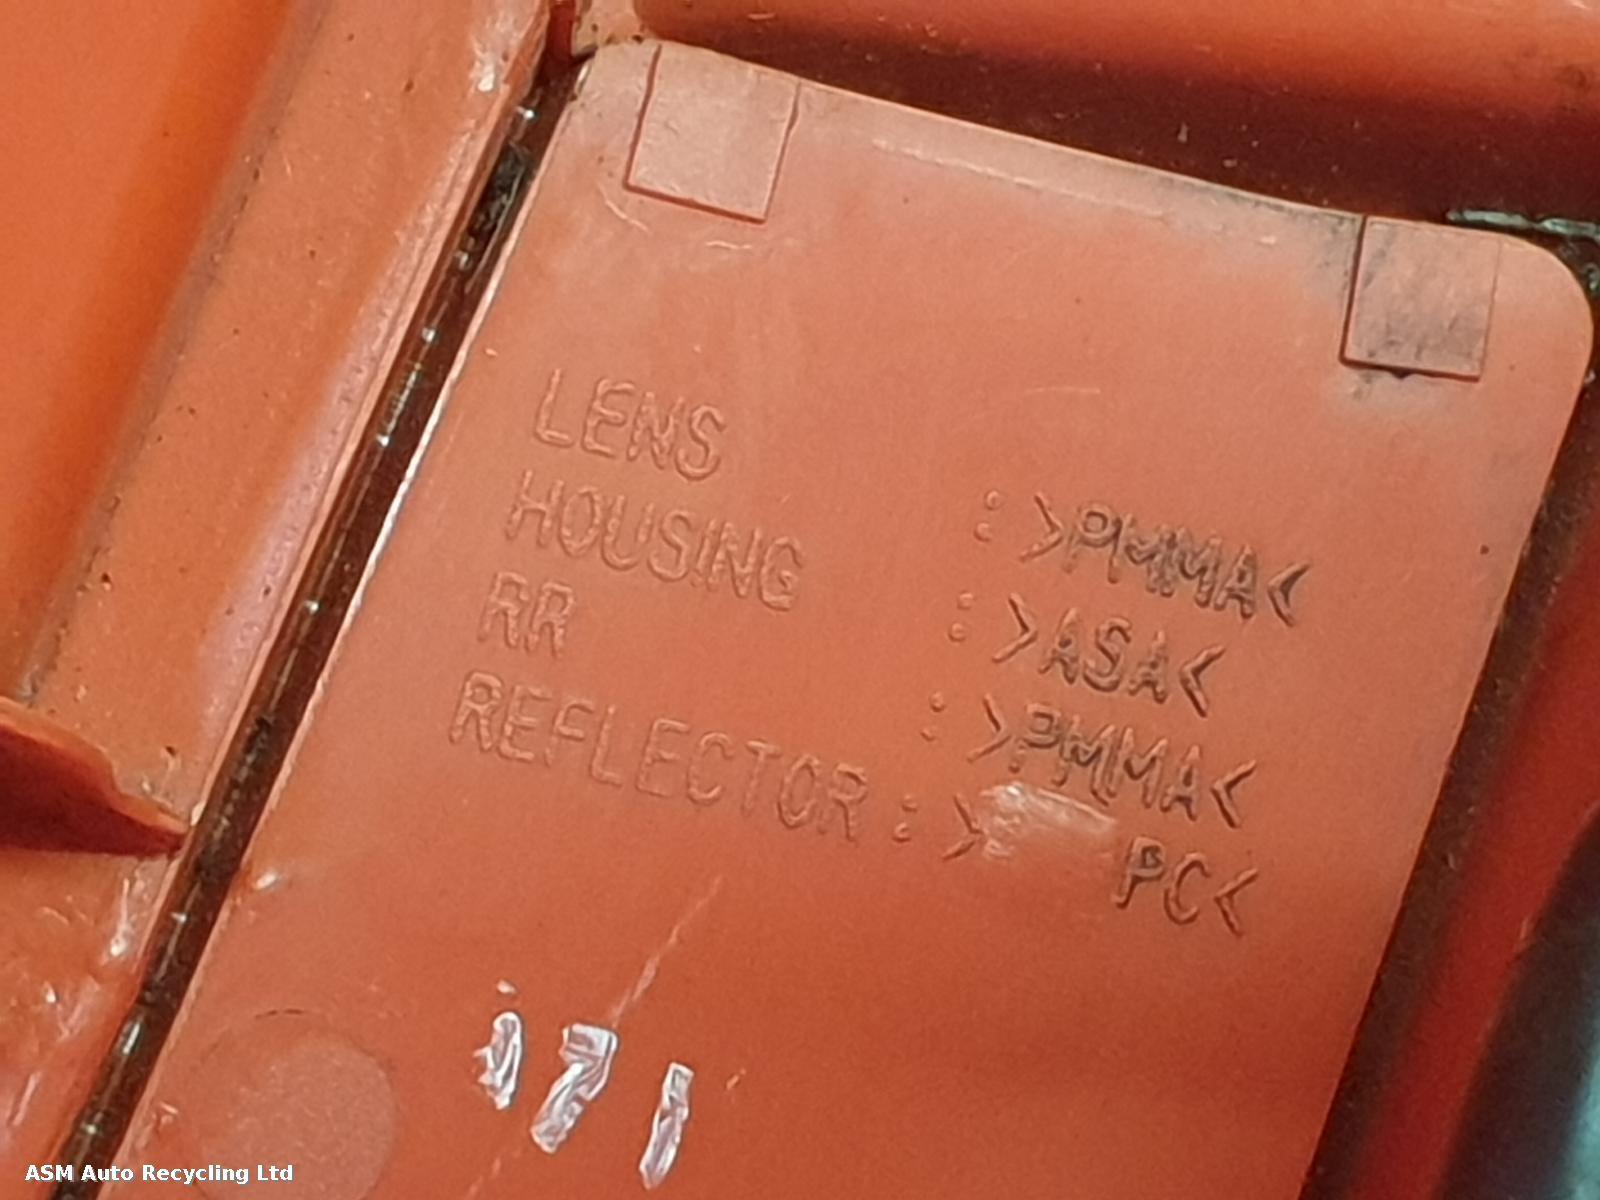 LENS : >PMMA<
HOUSING : >ASA<
RR : >PMMA<
REFLECTOR : > PC<
ASM Auto Recycling Ltd